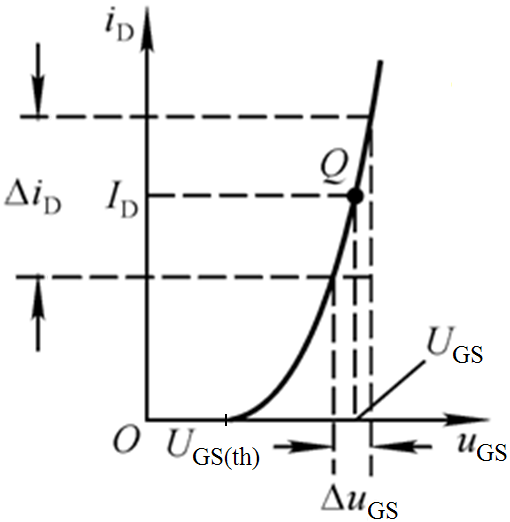 i_D
Q
Δi_D
I_D
U_GS
O
U_GS(th)
u_GS
Δu_GS